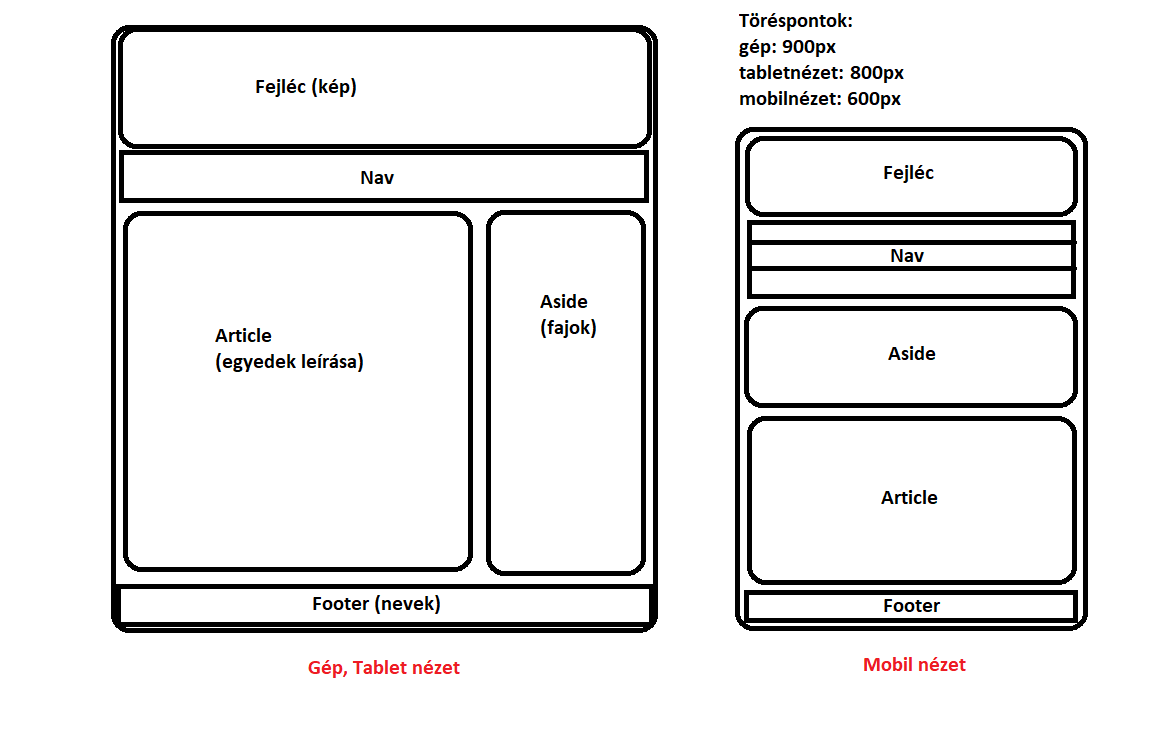 Fejléc (kép)
Nav
Article
(egyedek leírása)
Aside
(fajok)
Footer (nevek)
Gép, Tablet nézet
Töréspontok:
gép: 900px
tabletnézet: 800px
mobilnézet: 600px
Fejléc
Nav
Aside
Article
Footer
Mobil nézet